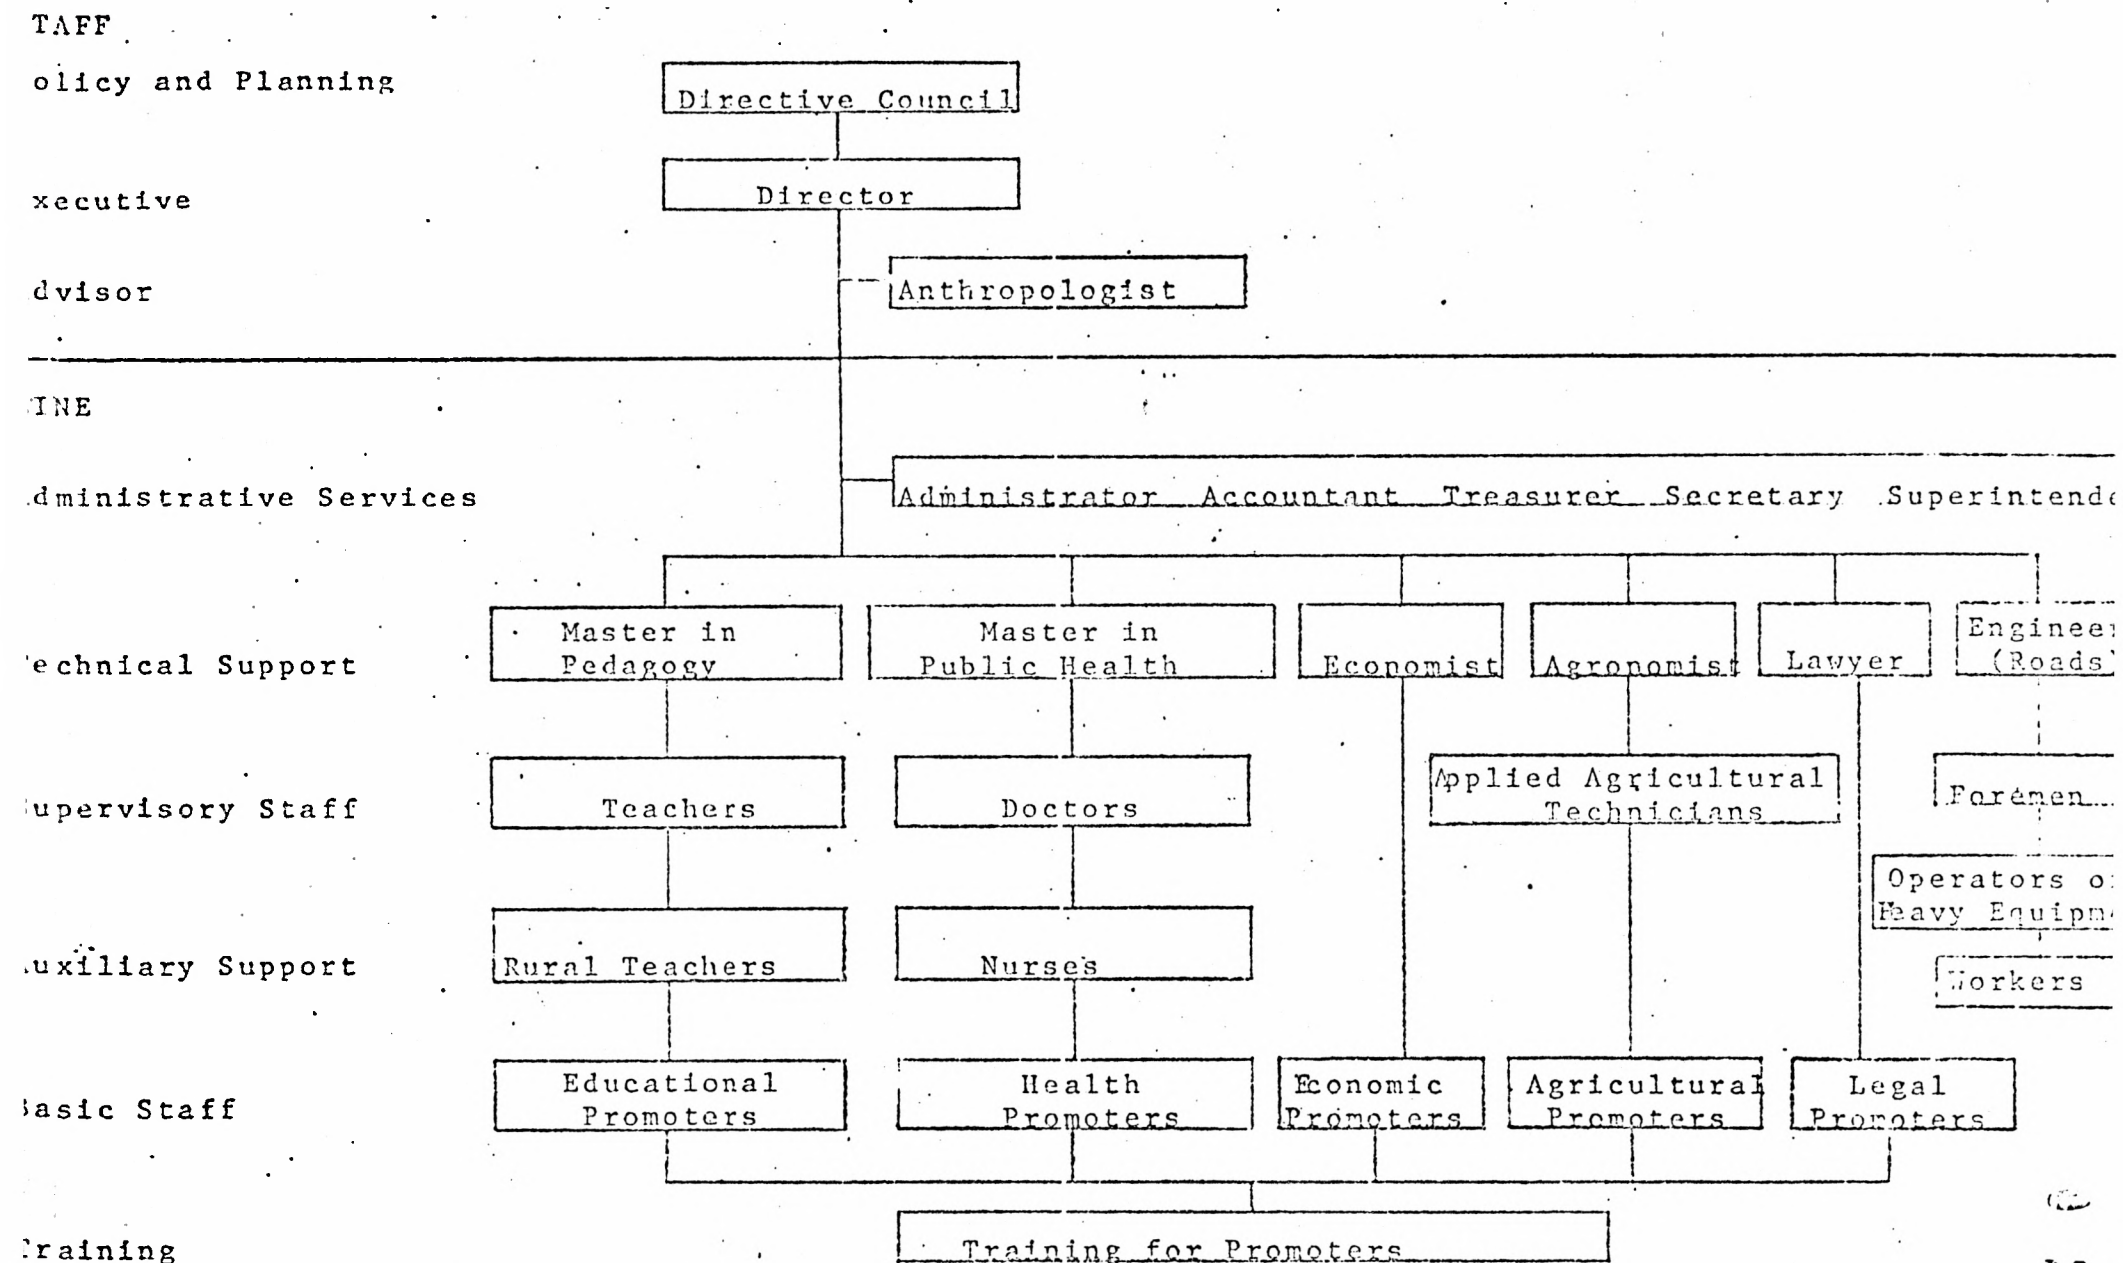 TAFF
olicy and Planning
Directive Council
xecutive
Director
dvisor
Anthropologist
INE
dministrative Services
Administrator Accountant Treasurer Secretary Superintende
Master in
Pedagogy
Master in
Public Health
Economist
Agronomist
Lawyer
Engineer
(Roads)
echnical Support
upervisory Staff
Teachers
Doctors
Applied Agricultural
Technicians
Foremen
Operators o
Heavy Equipm
uxiliary Support
Rural Teachers
Nurses
Workers
asic Staff
Educational
Promoters
Health
Promoters
Economic
Promoters
Agricultural
Promoters
Legal
Promoters
raining
Training for Promoters